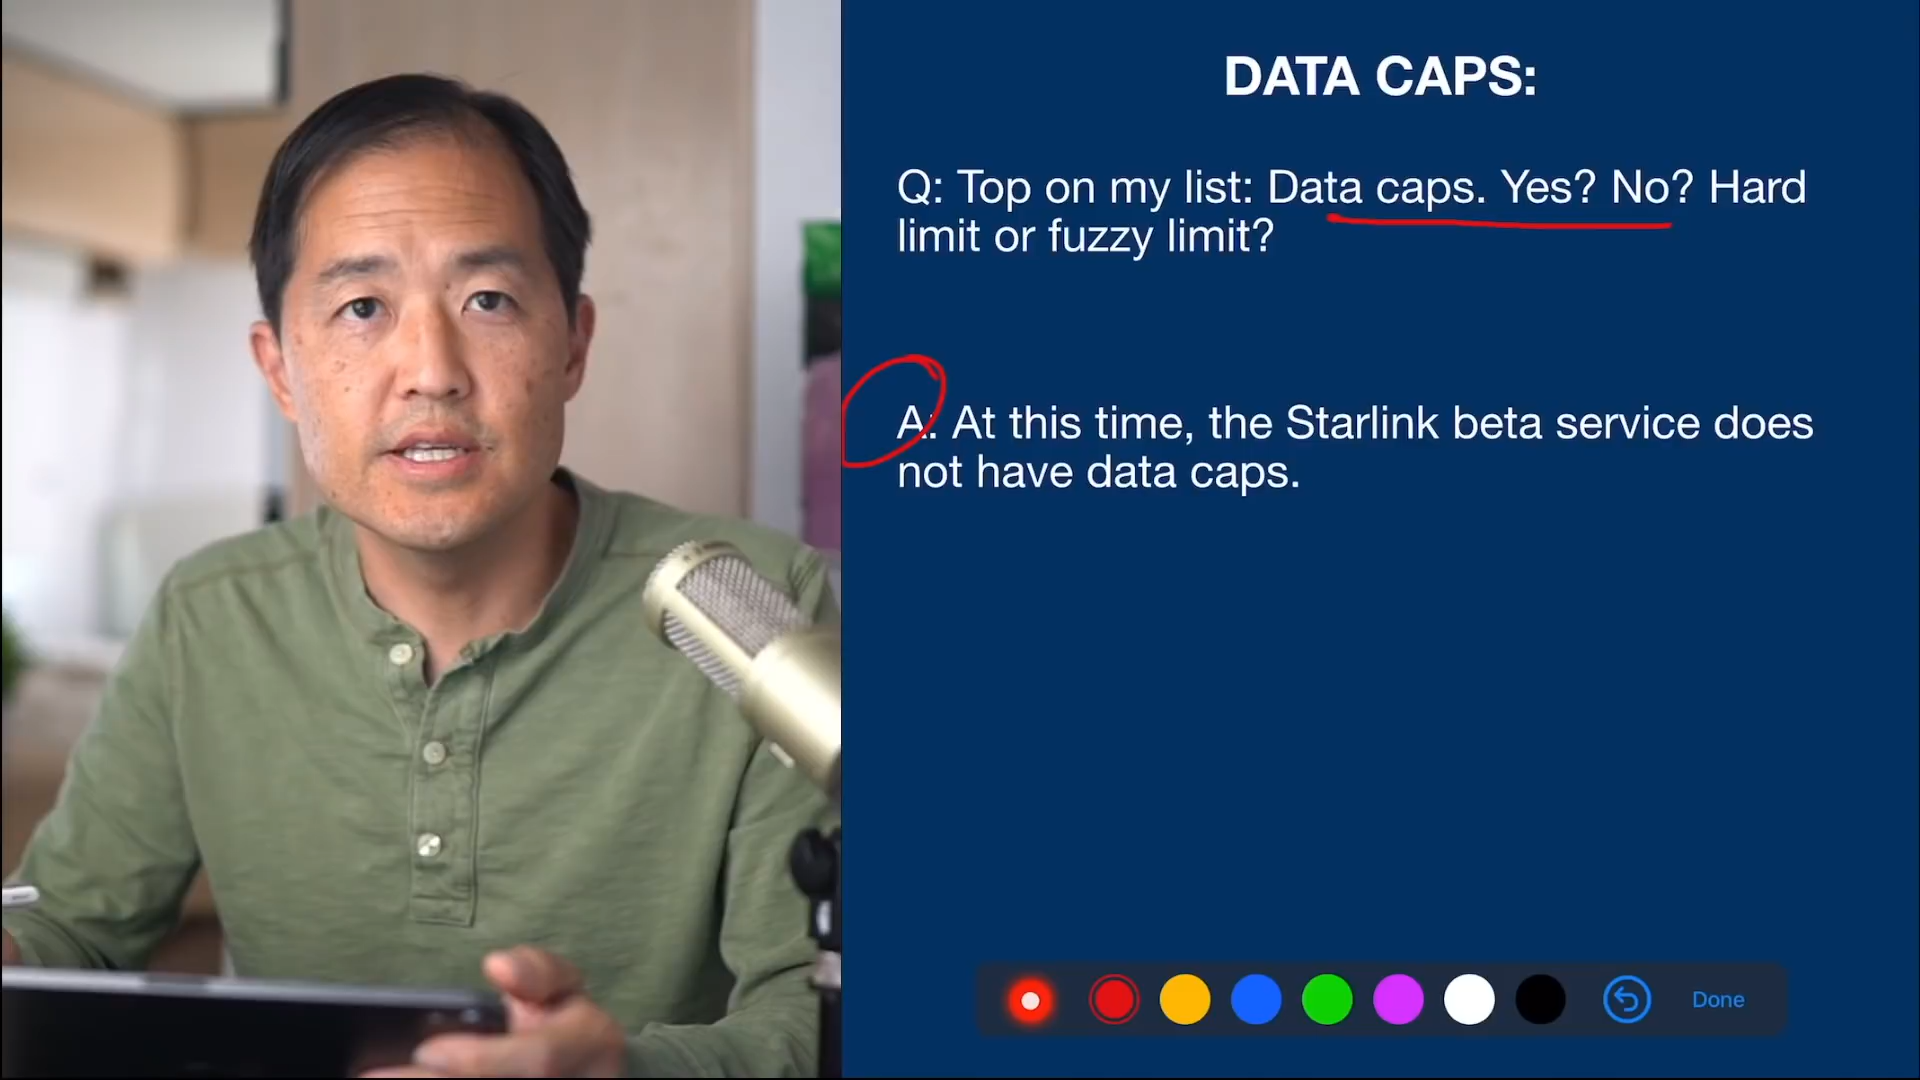 DATA CAPS:
Q: Top on my list: Data caps. Yes? No? Hard
limit or fuzzy limit?
A: At this time, the Starlink beta service does
not have data caps.
Done